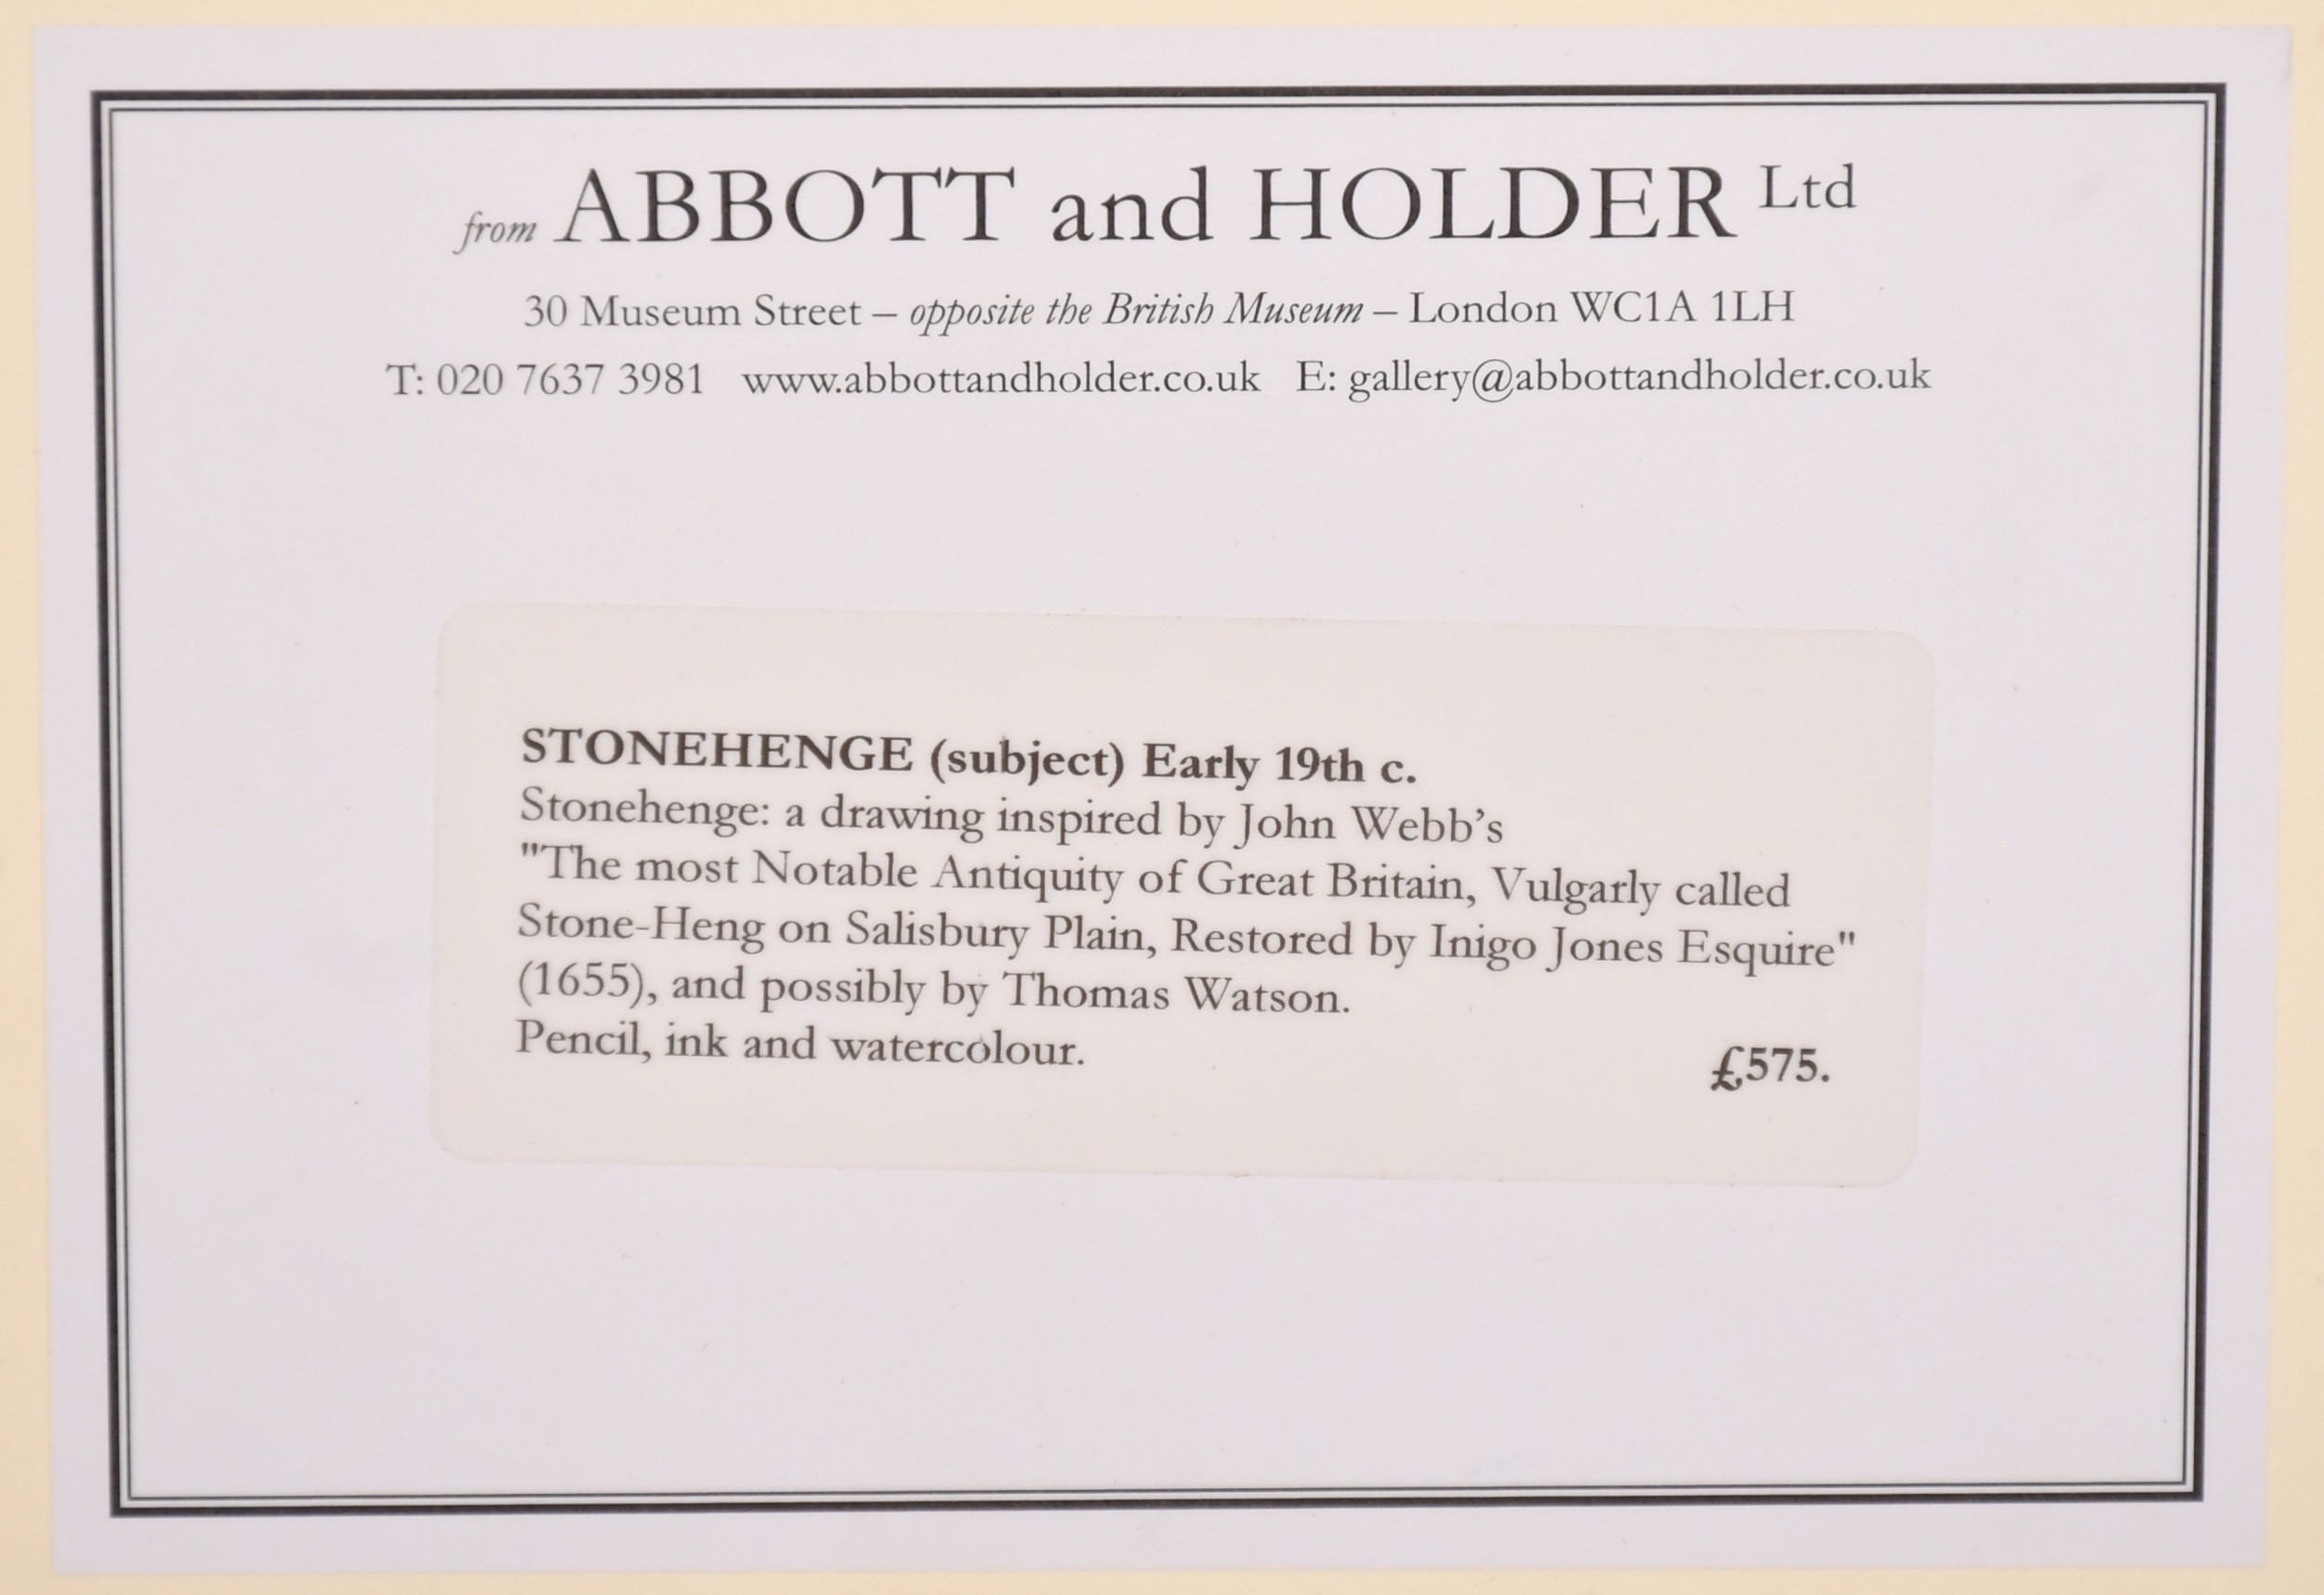 from ABBOTT and HOLDER Ltd
30 Museum Street – opposite the British Museum – London WC1A 1LH
T: 020 7637 3981 www.abbottandholder.co.uk E: gallery@abbottandholder.co.uk
STONEHENGE (subject) Early 19th c.
Stonehenge: a drawing inspired by John Webb’s
"The most Notable Antiquity of Great Britain, Vulgarly called
Stone-Heng on Salisbury Plain, Restored by Inigo Jones Esquire"
(1655), and possibly by Thomas Watson.
Pencil, ink and watercolour.
£575.